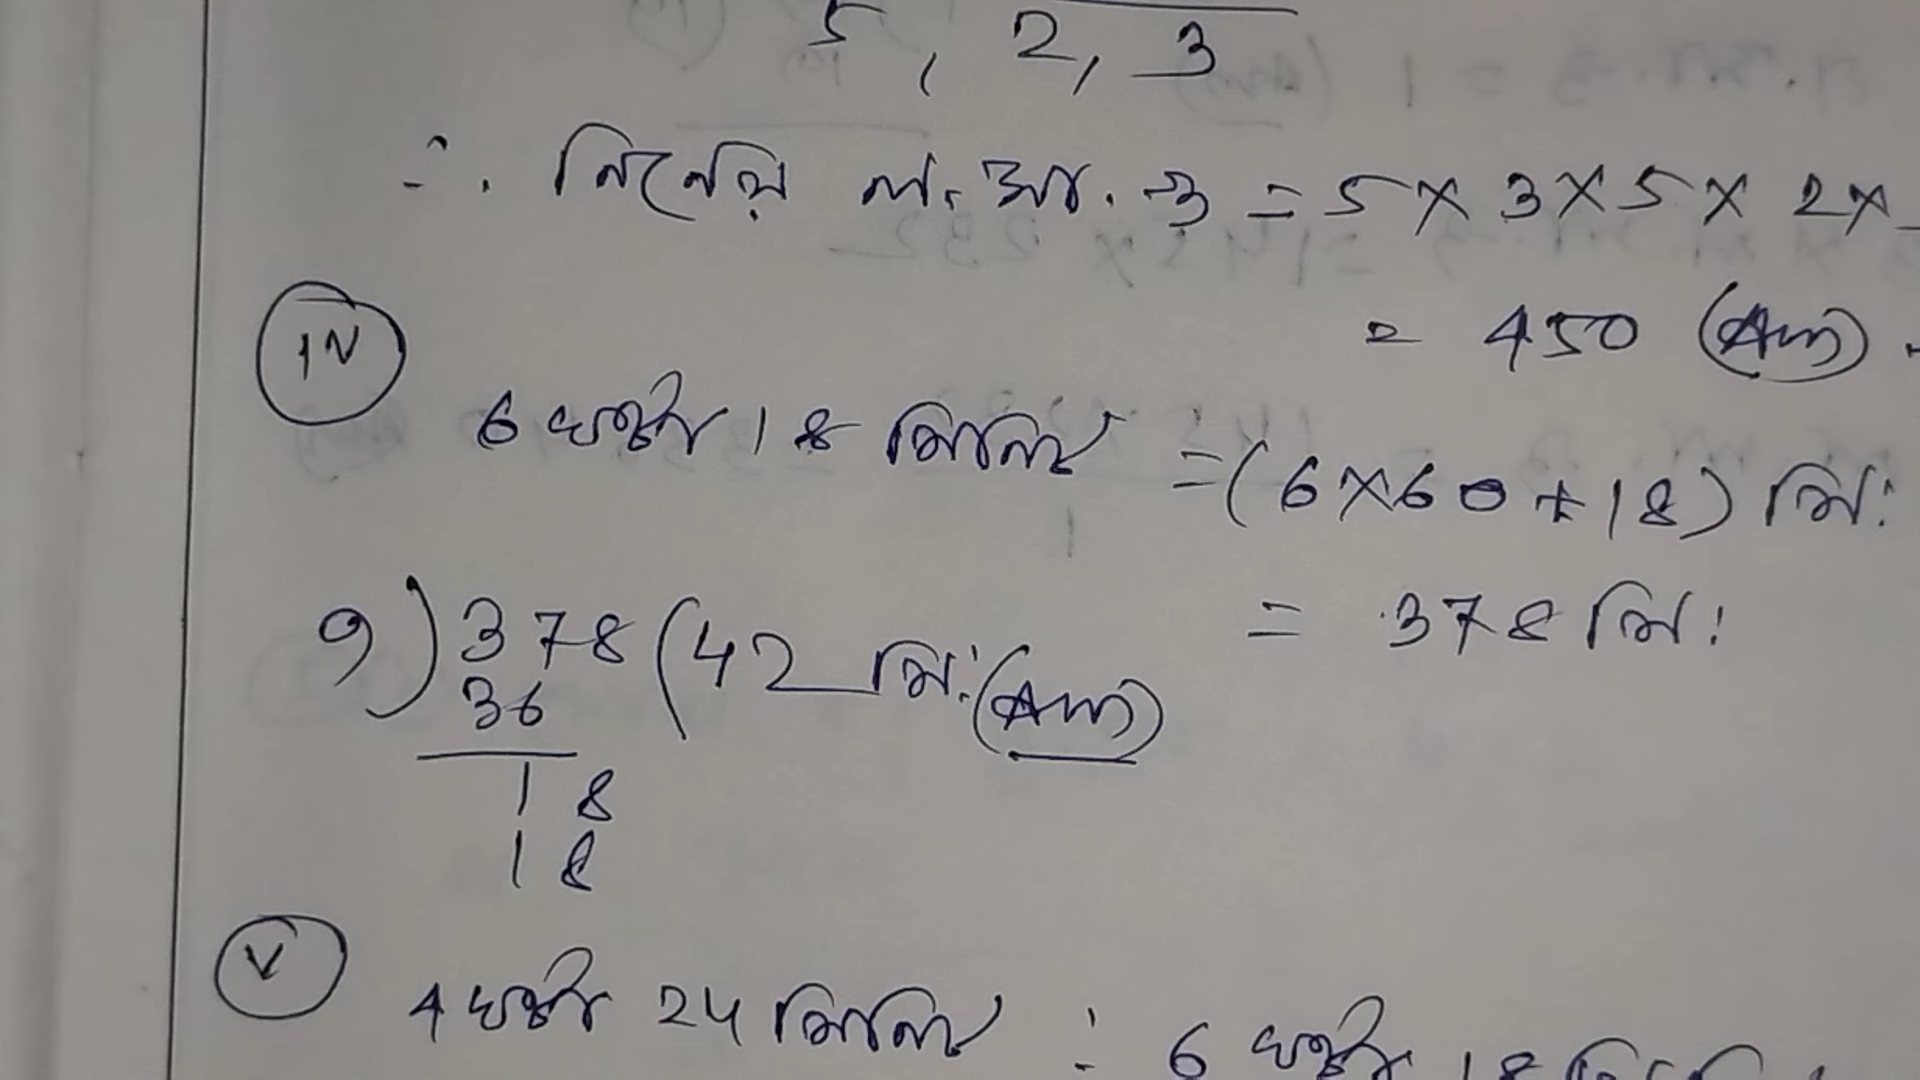 5, 2, 3
∴ নির্নেয় ল.সা.গু = 5 × 3 × 5 × 2 ×
= 450 (Ans).
IV
6 ঘন্টা 18 মিনিট = (6×60+18) মি:
= 378 মি:
9)378(42 মি: (Ans)
36
18
18
V
4 ঘন্টা 24 মিনিট ÷ 6 ঘন্টা 18